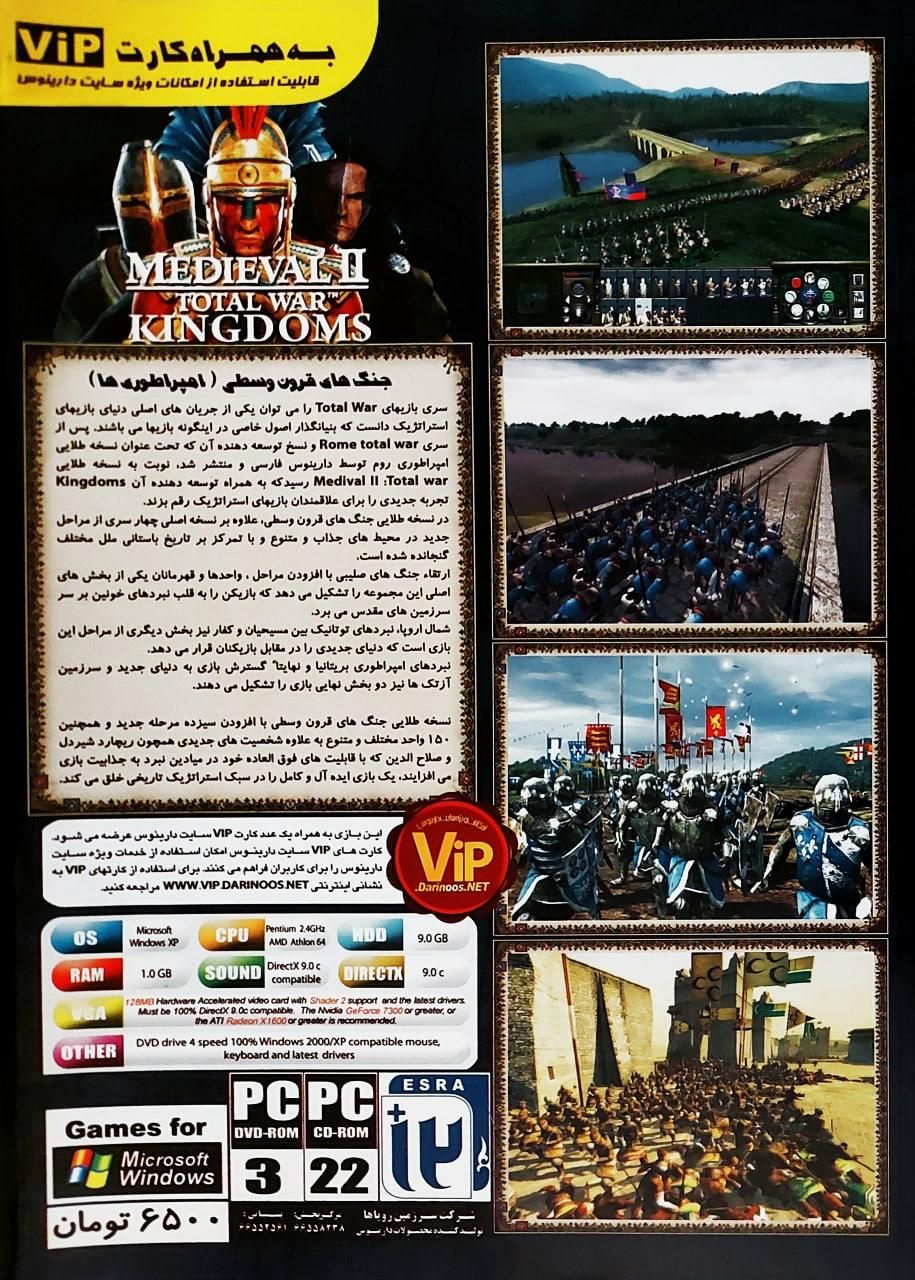 به همراه کارت ViP
قابلیت استفاده از امکانات ویژه سایت دارینوس
MEDIEVAL II
TOTAL WAR™
KINGDOMS
جنگ های قرون وسطی ( امپراطوری ها )
سری بازیهای Total War را می توان یکی از جریان های اصلی دنیای بازیهای
استراتژیک دانست که بنیانگذار اصول خاصی در اینگونه بازیها می باشند. پس از
سری Rome total war و نسخ توسعه دهنده آن که تحت عنوان نسخه طلایی
امپراطوری روم توسط دارینوس فارسی و منتشر شد، نوبت به نسخه طلایی
Medival II :Total war رسیدکه به همراه توسعه دهنده آن Kingdoms
تجربه جدیدی را برای علاقمندان بازیهای استراتژیک رقم بزند.
در نسخه طلایی جنگ های قرون وسطی، علاوه بر نسخه اصلی چهار سری از مراحل
جدید در محیط های جذاب و متنوع و با تمرکز بر تاریخ باستانی ملل مختلف
گنجانده شده است.
ارتقاء جنگ های صلیبی با افزودن مراحل ، واحدها و قهرمانان یکی از بخش های
اصلی این مجموعه را تشکیل می دهد که بازیکن را به قلب نبردهای خونین بر سر
سرزمین های مقدس می برد.
شمال اروپا، نبردهای توتانیک بین مسیحیان و کفار نیز بخش دیگری از مراحل این
بازی است که دنیای جدیدی را در مقابل بازیکنان قرار می دهد.
نبردهای امپراطوری بریتانیا و نهایتا" گسترش بازی به دنیای جدید و سرزمین
آزتک ها نیز دو بخش نهایی بازی را تشکیل می دهند.
نسخه طلایی جنگ های قرون وسطی با افزودن سیزده مرحله جدید و همچنین
۱۵۰ واحد مختلف و متنوع به علاوه شخصیت های جدیدی همچون ریچارد شیردل
و صلاح الدین که با قابلیت های فوق العاده خود در میادین نبرد به جذابیت بازی
می افزایند، یک بازی ایده آل و کامل را در سبک استراتژیک تاریخی خلق می کند.
این بازی به همراه یک عدد کارت VIP سایت دارینوس عرضه می شود.
کارت های VIP سایت دارینوس امکان استفاده از خدمات ویژه سایت
دارینوس را برای کاربران فراهم می کنند. برای استفاده از کارتهای VIP به
نشانی اینترنتی WWW.VIP.DARINOOS.NET مراجعه کنید.
ViP
.Darinoos.NET
OS Microsoft Windows XP CPU Pentium 2.4GHz AMD Athlon 64 HDD 9.0 GB
RAM 1.0 GB SOUND DirectX 9.0 c compatible DIRECTX 9.0 c
VGA 128MB Hardware Accelerated video card with Shader 2 support and the latest drivers.
Must be 100% DirectX 9.0c compatible. The Nvidia GeForce 7300 or greater, or
the ATI Radeon X1600 or greater is recommended.
OTHER DVD drive 4 speed 100% Windows 2000/XP compatible mouse,
keyboard and latest drivers
Games for
Microsoft
Windows
PC DVD-ROM 3
PC CD-ROM 22
ESRA
+۱۲
۶۵۰۰ تومان
شرکت سرزمین رویاها
تولید کننده محصولات دارینوس
مرکز پخش: